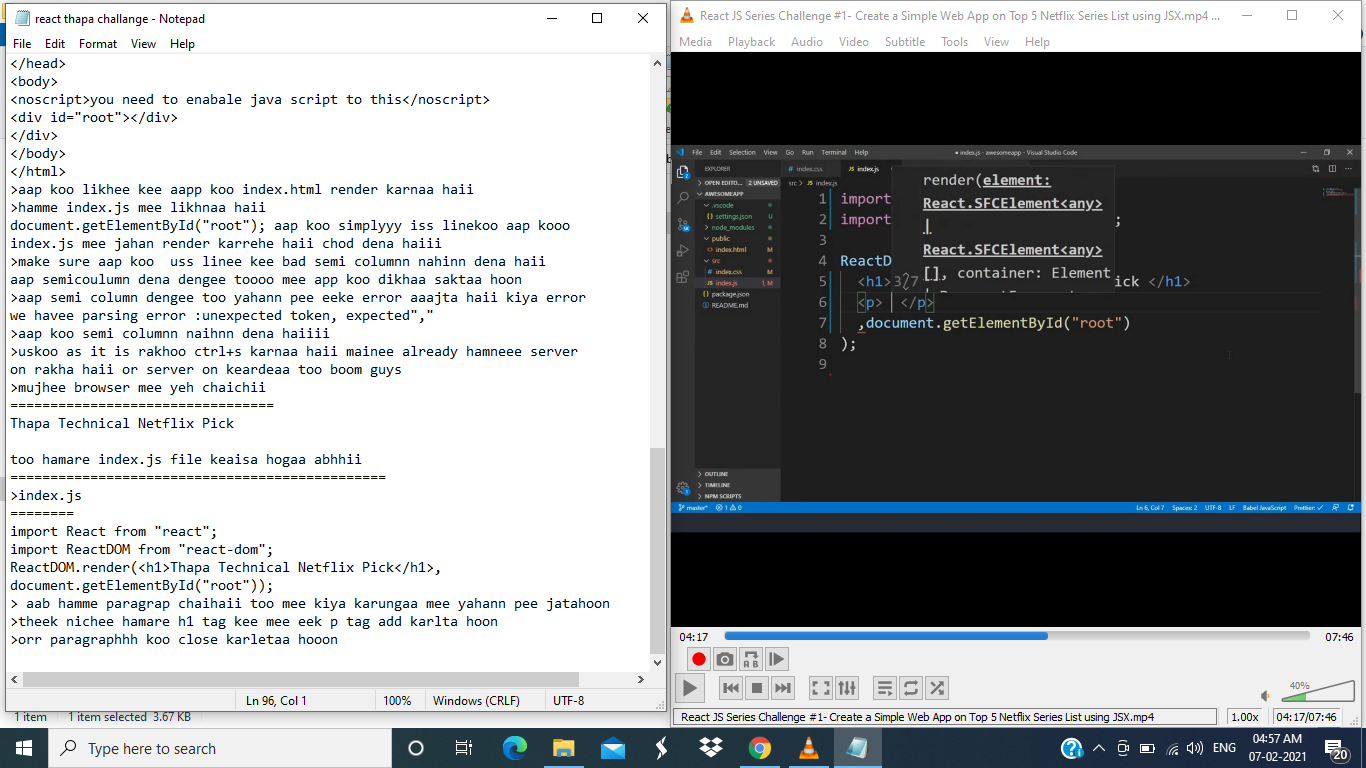 react thapa challange - Notepad
File Edit Format View Help
</head>
<body>
<noscript>you need to enabale java script to this</noscript>
<div id="root"></div>
</div>
</body>
</html>
>aap koo likhee kee aapp koo index.html render karnaa haii
>hamme index.js mee likhnaa haii
document.getElementById("root"); aap koo simplyyy iss linekoo aap kooo
index.js mee jahan render karrehe haii chod dena haiii
>make sure aap koo  uss linee kee bad semi columnn nahinn dena haii
aap semicoulumn dena dengee toooo mee app koo dikhaa saktaa hoon
>aap semi column dengee too yahann pee eeke error aaajta haii kiya error
we havee parsing error :unexpected token, expected","
>aap koo semi columnn naihnn dena haiiii
>uskoo as it is rakhoo ctrl+s karnaa haii mainee already hamneee server
on rakha haii or server on keardeaa too boom guys
>mujhee browser mee yeh chaichii
=================================
Thapa Technical Netflix Pick
too hamare index.js file keaisa hogaa abhhii
===============================================
>index.js
========
import React from "react";
import ReactDOM from "react-dom";
ReactDOM.render(<h1>Thapa Technical Netflix Pick</h1>,
document.getElementById("root"));
> aab hamme paragrap chaihaii too mee kiya karungaa mee yahann pee jatahoon
>theek nichee hamare h1 tag kee mee eek p tag add karlta hoon
>orr paragraphhh koo close karletaa hooon
Ln 96, Col 1 100% Windows (CRLF) UTF-8
1 item 1 item selected 3.67 KB
React JS Series Challenge #1- Create a Simple Web App on Top 5 Netflix Series List using JSX.mp4 ...
Media Playback Audio Video Subtitle Tools View Help
File Edit Selection View Go Run Terminal Help
index.js - awesomeapp - Visual Studio Code
EXPLORER
OPEN EDITO... 2 UNSAVED
AWESOMEAPP
.vscode
settings.json U
node_modules
public
index.html M
src
index.css M
index.js 1, M
package.json
README.md
OUTLINE
TIMELINE
NPM SCRIPTS
index.css index.js
src > index.js
1 import
2 import ;
3
4 ReactD
5 <h1> ick </h1>
6 <p> </p>
7 ,document.getElementById("root")
8 );
9
render(element:
React.SFCElement<any>
|
React.SFCElement<any>
[], container: Element
master* 1 0 Ln 6, Col 7 Spaces: 2 UTF-8 LF Babel JavaScript Prettier: ✓
04:17 07:46
40%
React JS Series Challenge #1- Create a Simple Web App on Top 5 Netflix Series List using JSX.mp4 1.00x 04:17/07:46
Type here to search
ENG
04:57 AM
07-02-2021
20